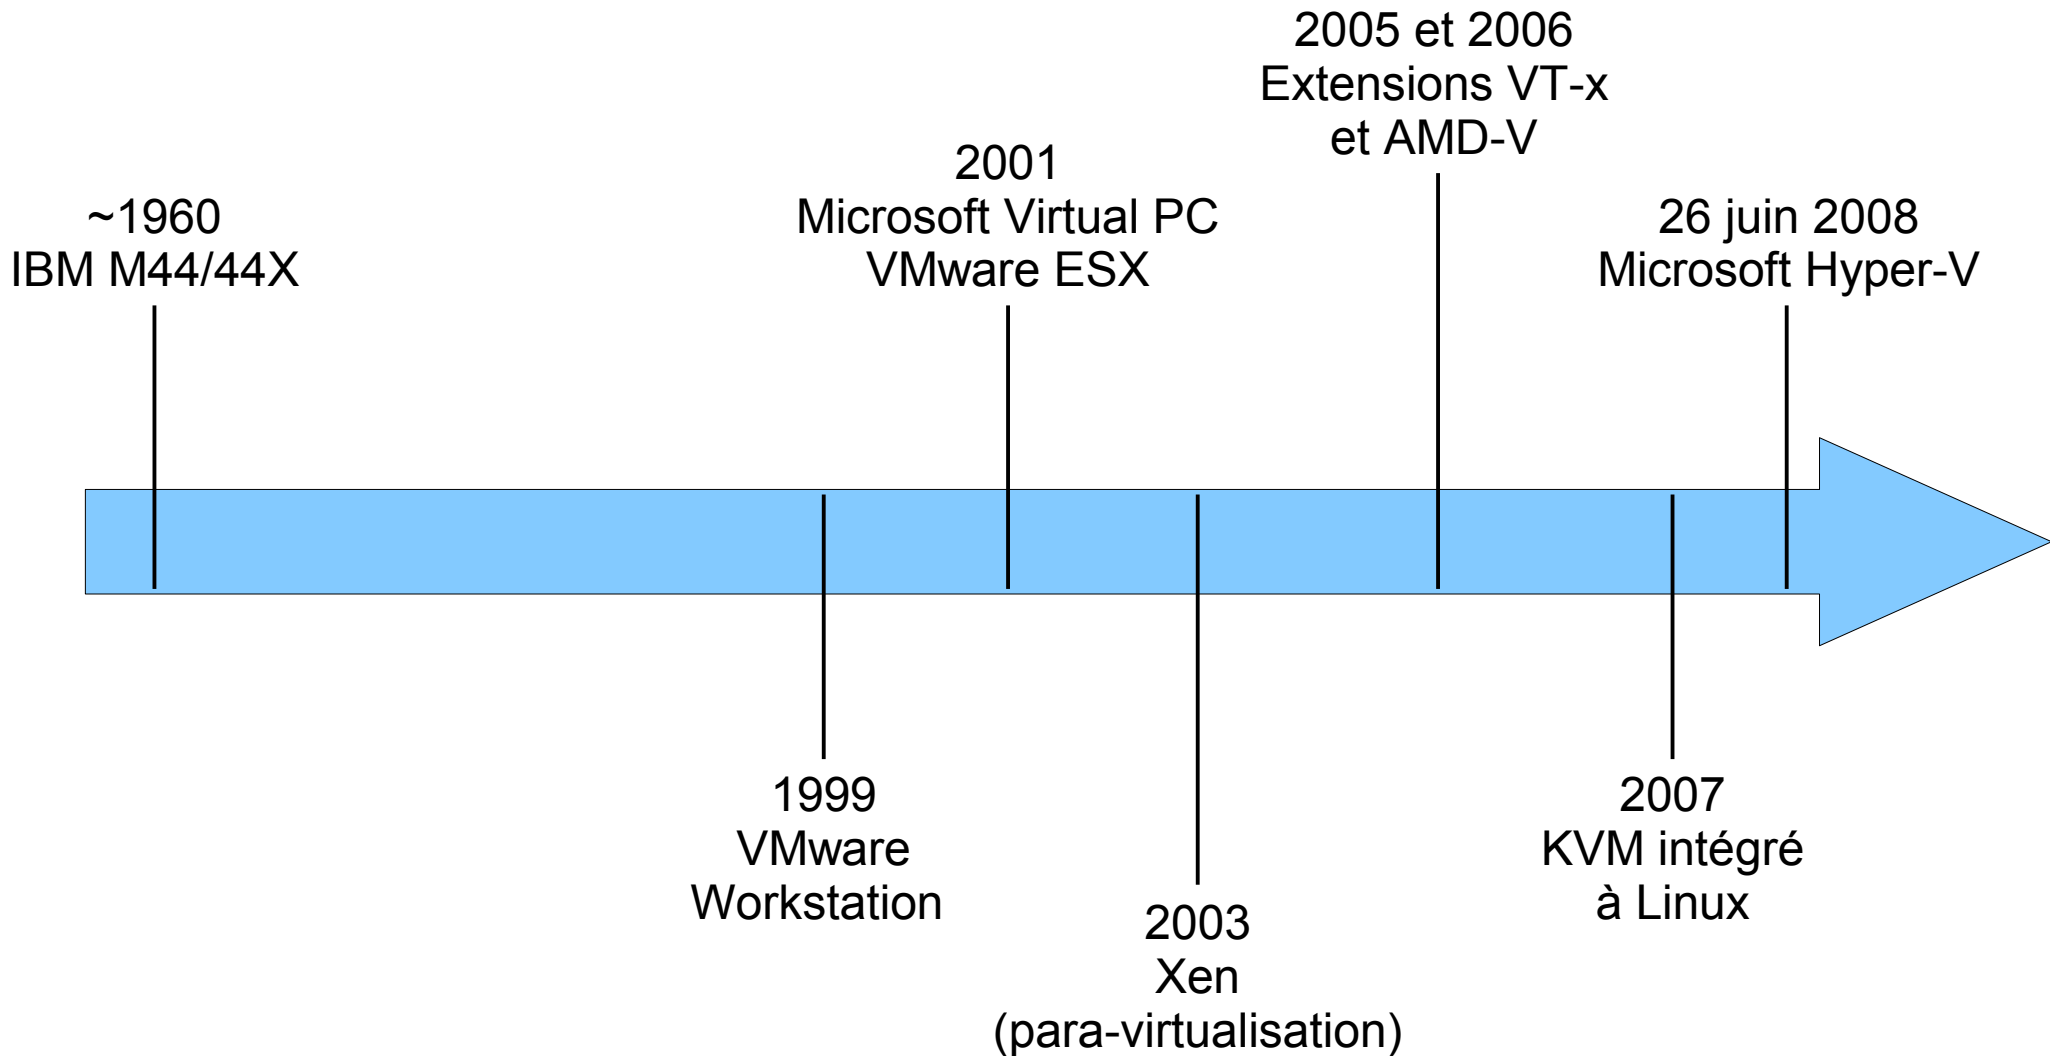 ~1960
IBM M44/44X
1999
VMware
Workstation
2001
Microsoft Virtual PC
VMware ESX
2003
Xen
(para-virtualisation)
2005 et 2006
Extensions VT-x
et AMD-V
2007
KVM intégré
à Linux
26 juin 2008
Microsoft Hyper-V